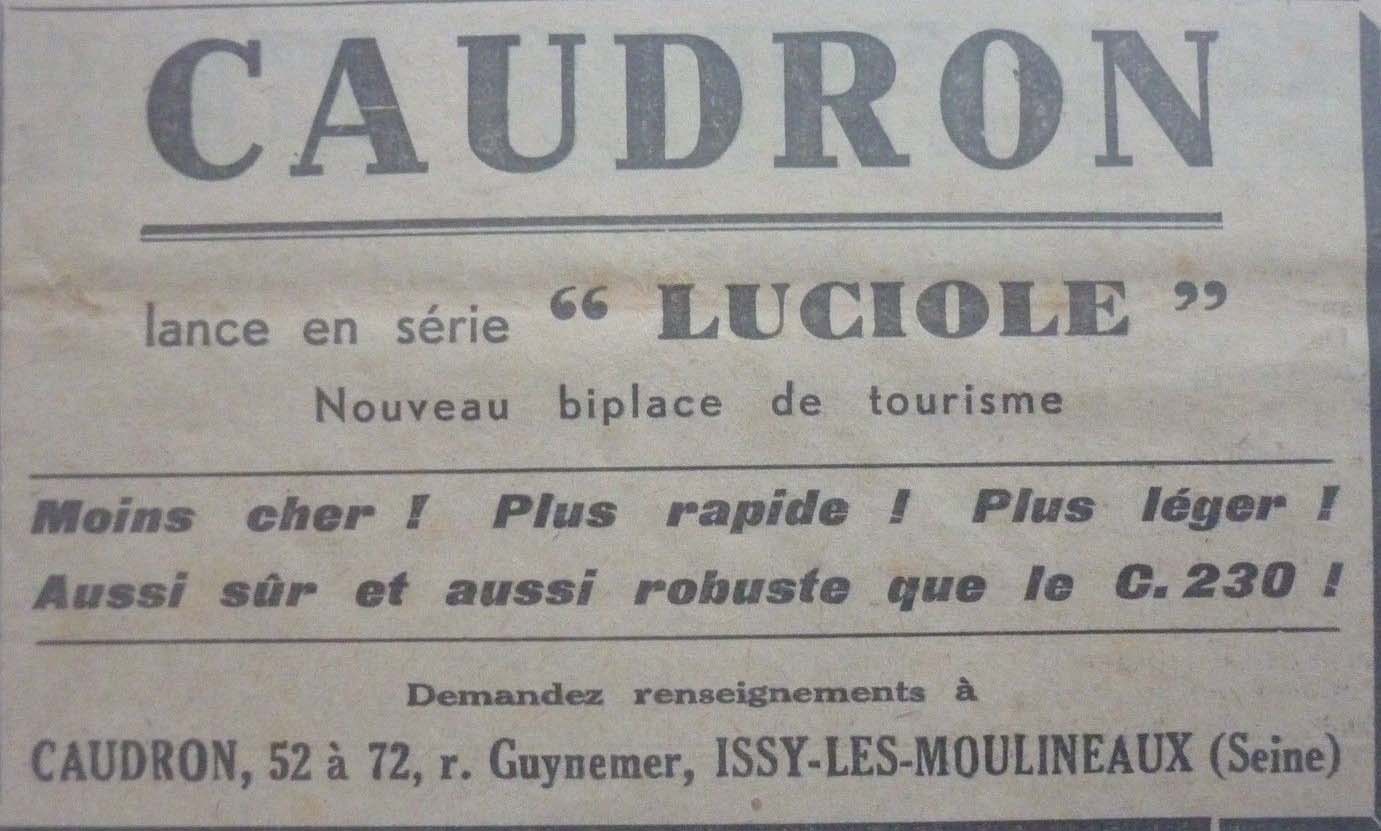 CAUDRON
lance en série “ LUCIOLE ”
Nouveau biplace de tourisme
Moins cher ! Plus rapide ! Plus léger !
Aussi sûr et aussi robuste que le C. 230 !
Demandez renseignements à
CAUDRON, 52 à 72, r. Guynemer, ISSY-LES-MOULINEAUX (Seine)